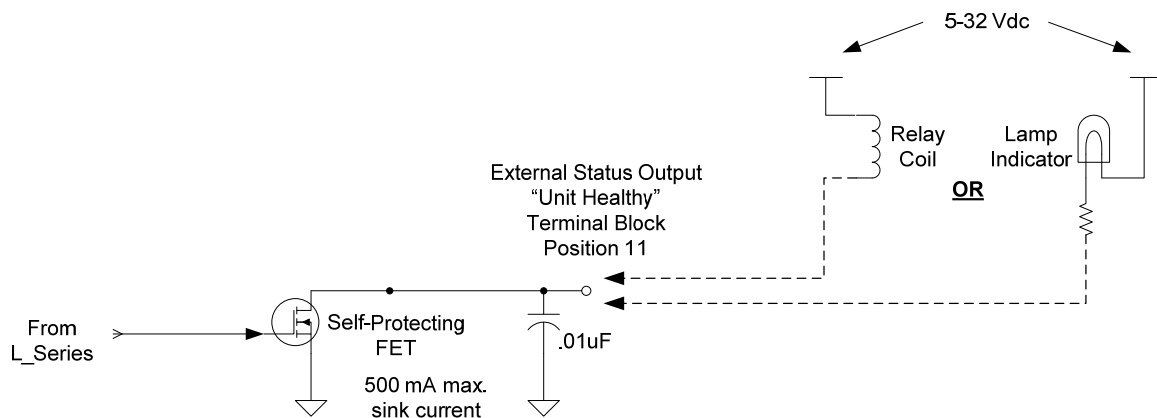 5-32 Vdc
Relay
Coil
OR
Lamp
Indicator
External Status Output
“Unit Healthy”
Terminal Block
Position 11
From
L_Series
Self-Protecting
FET
500 mA max.
sink current
.01uF